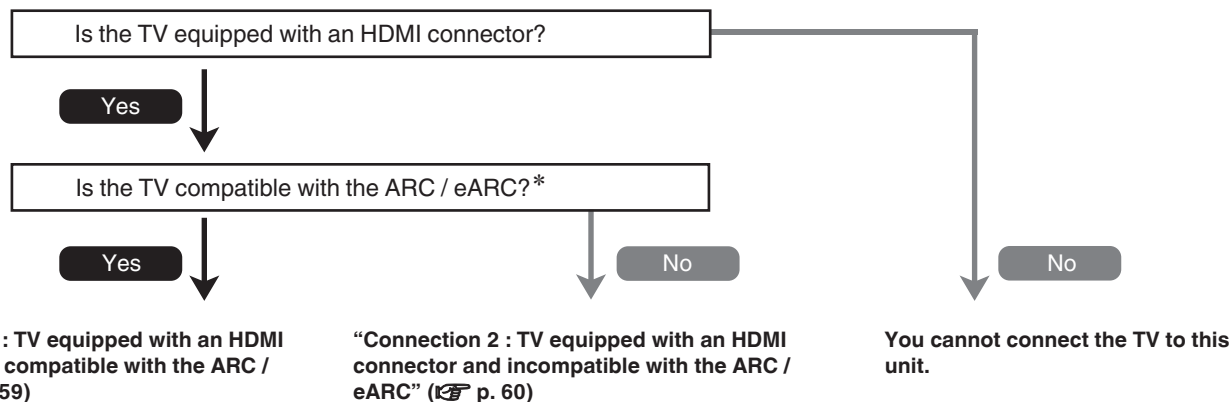 Is the TV equipped with an HDMI connector?
Yes
Is the TV compatible with the ARC / eARC?*
Yes
No
No
: TV equipped with an HDMI
compatible with the ARC /
59)
“Connection 2 : TV equipped with an HDMI
connector and incompatible with the ARC /
eARC” (☞ p. 60)
You cannot connect the TV to this
unit.